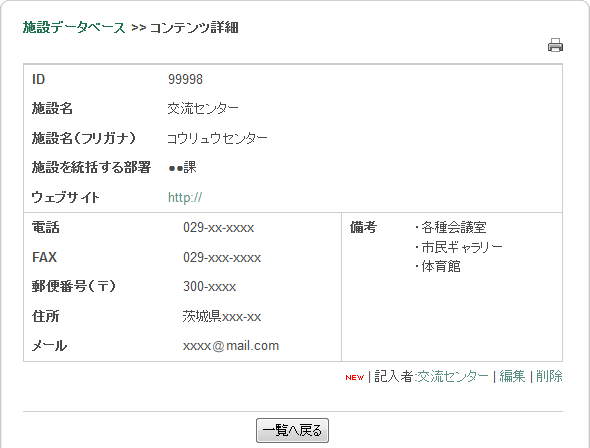 施設データベース >> コンテンツ詳細
ID 99998
施設名 交流センター
施設名(フリガナ) コウリュウセンター
施設を統括する部署 ●●課
ウェブサイト http://
電話 029-xx-xxxx
FAX 029-xxx-xxxx
郵便番号(〒) 300-xxxx
住所 茨城県xxx-xx
メール xxxx@mail.com
備考 ・各種会議室
・市民ギャラリー
・体育館
NEW | 記入者:交流センター | 編集 | 削除
一覧へ戻る